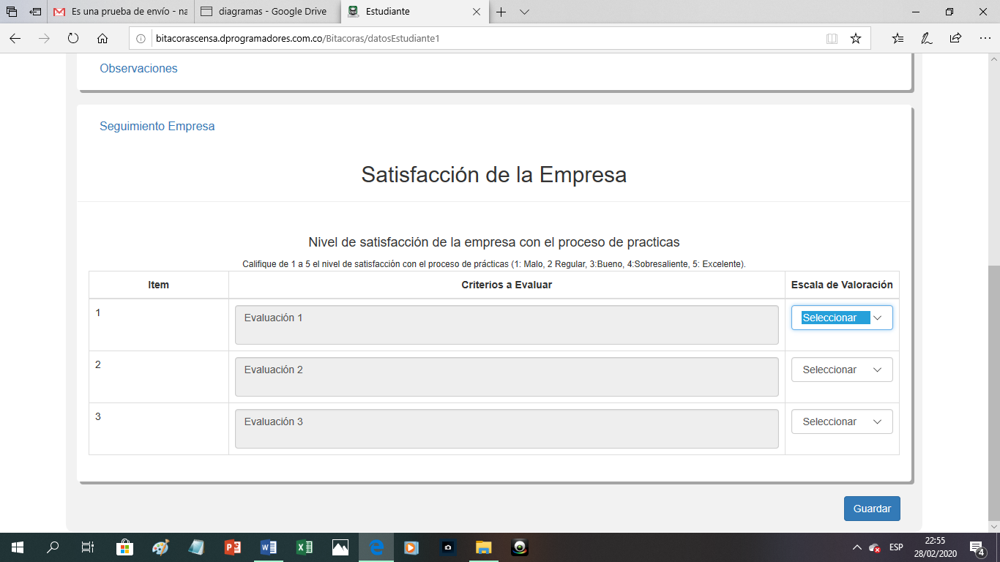 Es una prueba de envío - na
diagramas - Google Drive
Estudiante
bitacorascensa.dprogramadores.com.co/Bitacoras/datosEstudiante1
Observaciones
Seguimiento Empresa
Satisfacción de la Empresa
Nivel de satisfacción de la empresa con el proceso de practicas
Califique de 1 a 5 el nivel de satisfacción con el proceso de prácticas (1: Malo, 2 Regular, 3:Bueno, 4:Sobresaliente, 5: Excelente).
Item Criterios a Evaluar Escala de Valoración
1 Evaluación 1 Seleccionar
2 Evaluación 2 Seleccionar
3 Evaluación 3 Seleccionar
Guardar
ESP 22:55
28/02/2020 4